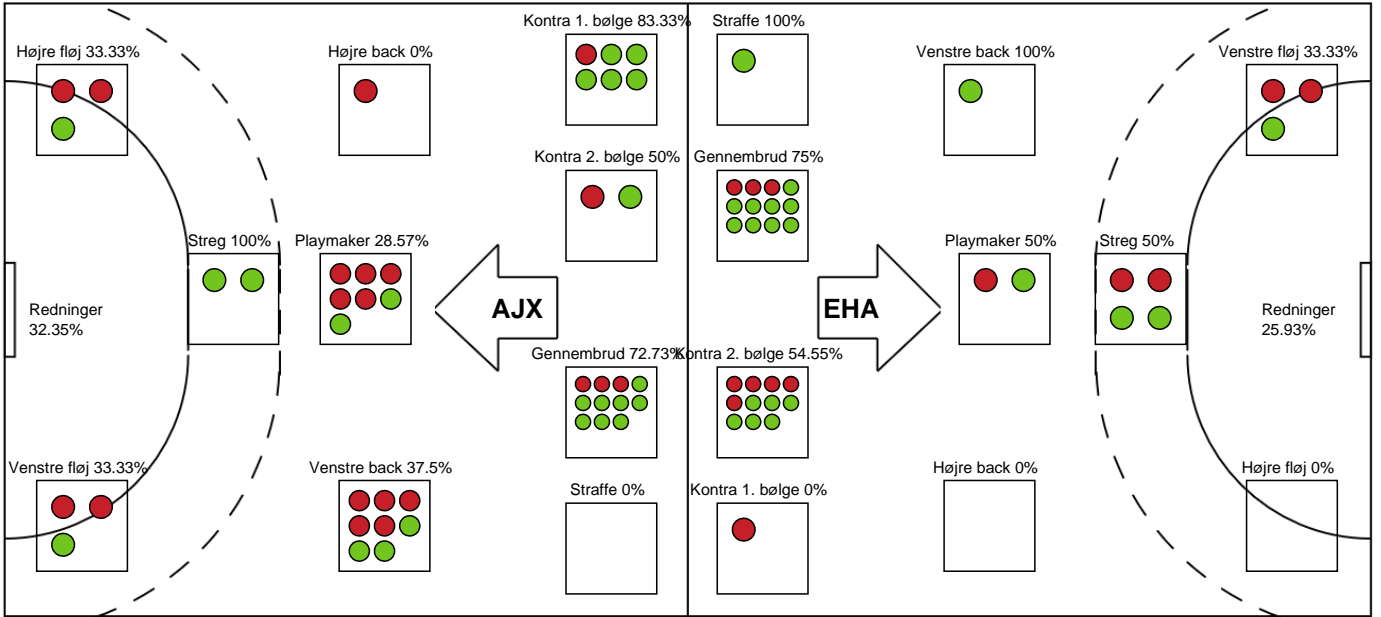 Kontra 1. bølge 83.33%
Straffe 100%
Højre fløj 33.33%
Højre back 0%
Venstre back 100%
Venstre fløj 33.33%
Kontra 2. bølge 50%
Gennembrud 75%
Streg 100%
Playmaker 28.57%
Playmaker 50%
Streg 50%
Redninger
32.35%
AJX
EHA
Redninger
25.93%
Gennembrud 72.73%
Kontra 2. bølge 54.55%
Venstre fløj 33.33%
Venstre back 37.5%
Højre back 0%
Højre fløj 0%
Straffe 0%
Kontra 1. bølge 0%